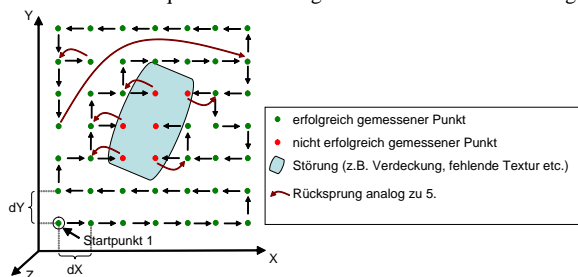 Y
dY
Startpunkt 1
X
dX
Z
erfolgreich gemessener Punkt
nicht erfolgreich gemessener Punkt
Störung (z.B. Verdeckung, fehlende Textur etc.)
Rücksprung analog zu 5.